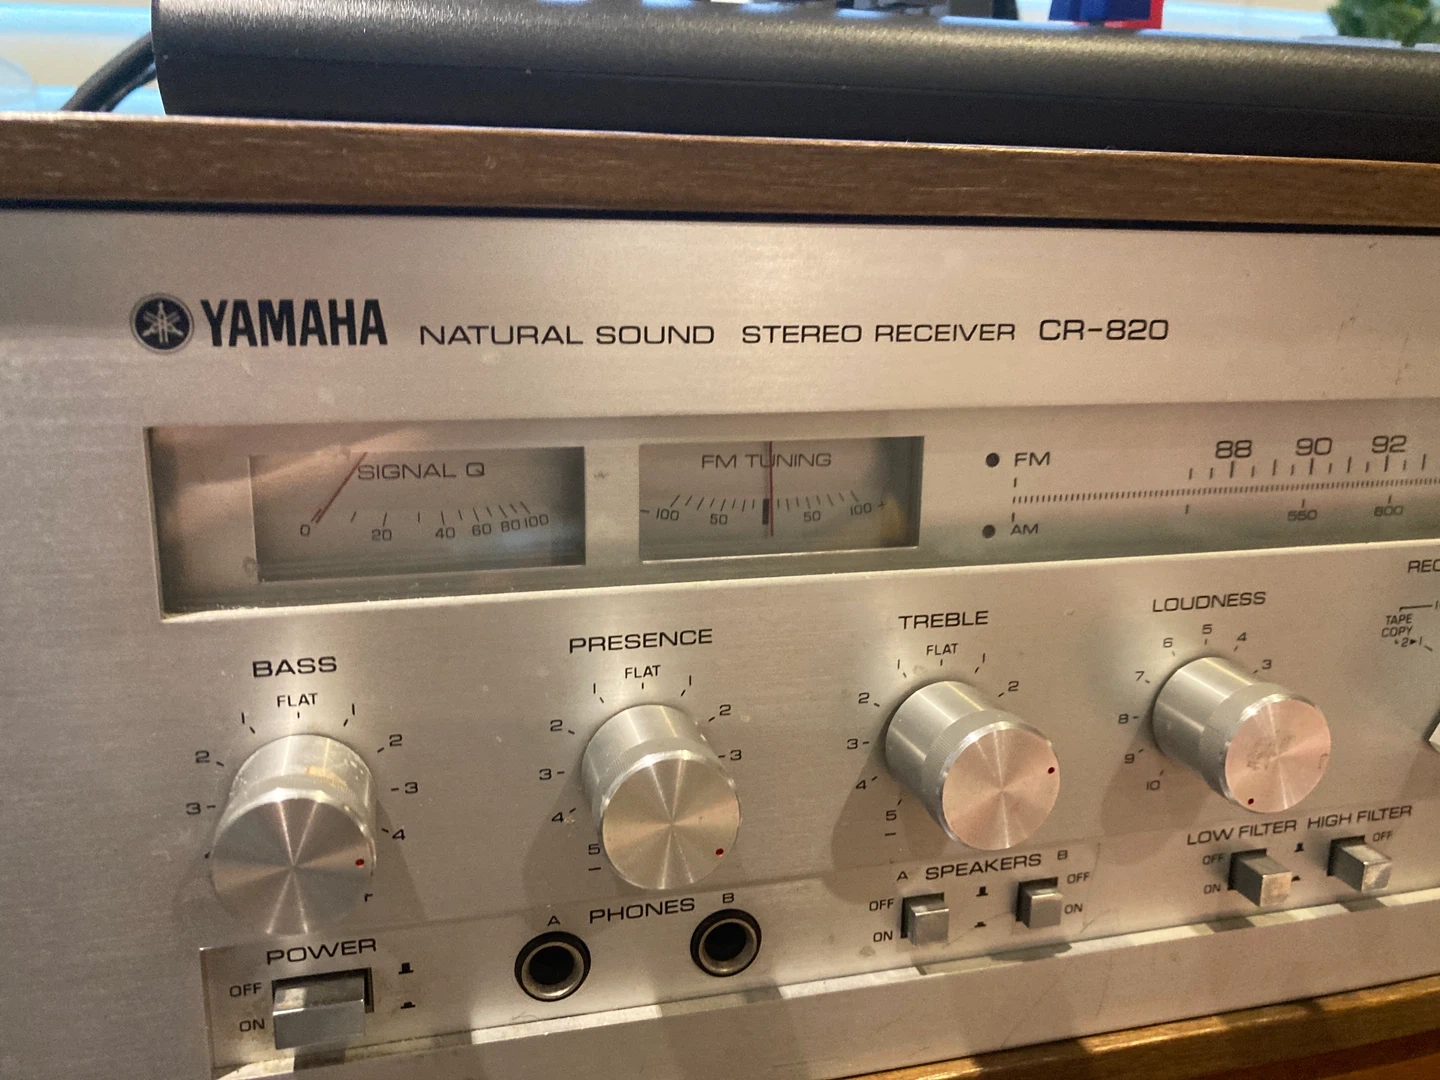 YAMAHA NATURAL SOUND STEREO RECEIVER CR-820
SIGNAL Q
0 20 40 60 80 100
FM TUNING
- 100 50 50 100 +
FM 88 90 92
AM 550 600
BASS
FLAT
2 2
3 3
4
PRESENCE
FLAT
2 2
3 3
4
5
TREBLE
FLAT
2 2
3
4
5
LOUDNESS
5
6 4
7 3
8
9
10
REC
TAPE
COPY
POWER
OFF
ON
A PHONES B
A SPEAKERS B
OFF OFF
ON ON
LOW FILTER HIGH FILTER
OFF OFF
ON